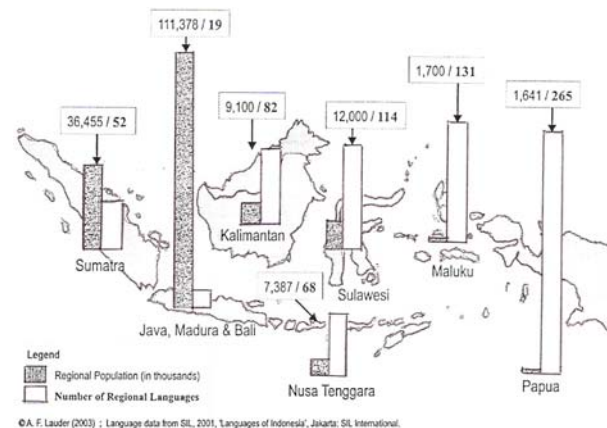 111,378 / 19
36,455 / 52
9,100 / 82
12,000 / 114
1,700 / 131
1,641 / 265
Sumatra
Kalimantan
Sulawesi
Maluku
7,387 / 68
Java, Madura & Bali
Nusa Tenggara
Papua
Legend
Regional Population (in thousands)
Number of Regional Languages
© A. F. Lauder (2003) ; Language data from SIL, 2001, 'Languages of Indonesia', Jakarta: SIL International.